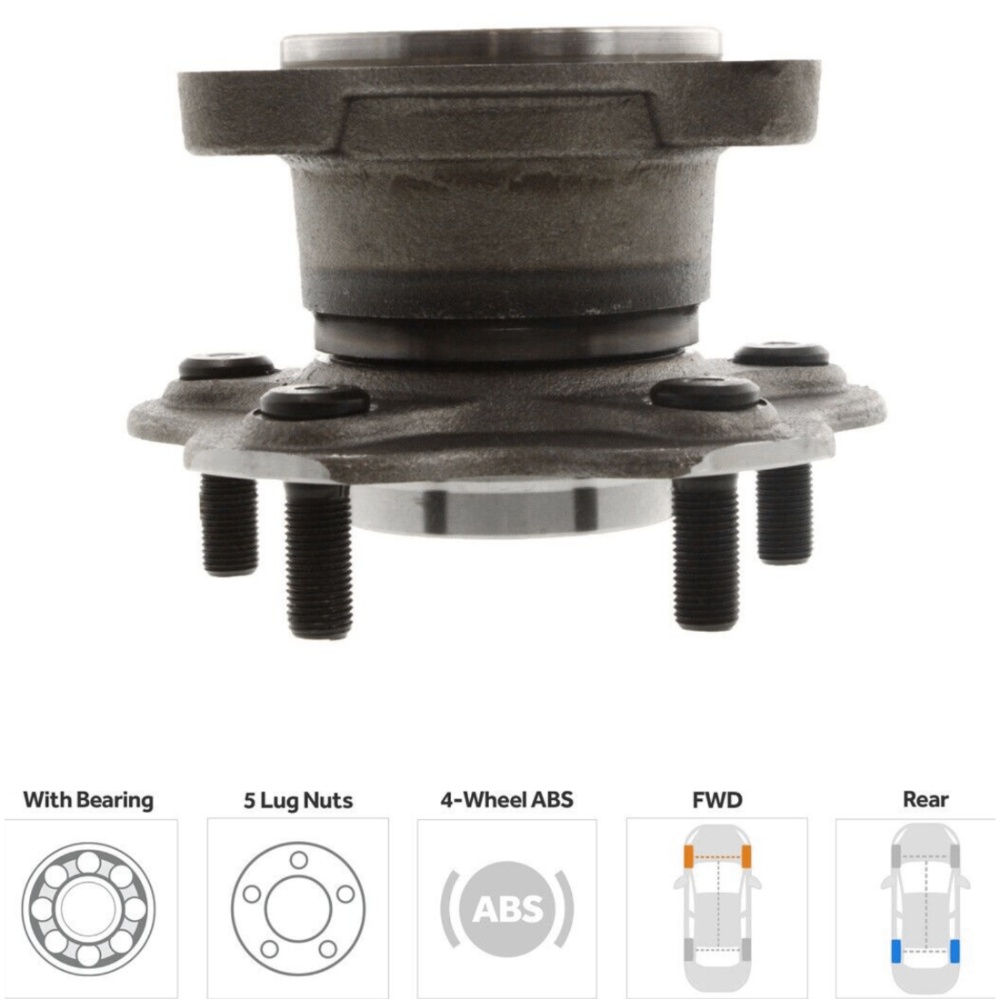 With Bearing
5 Lug Nuts
4-Wheel ABS
FWD
Rear
ABS